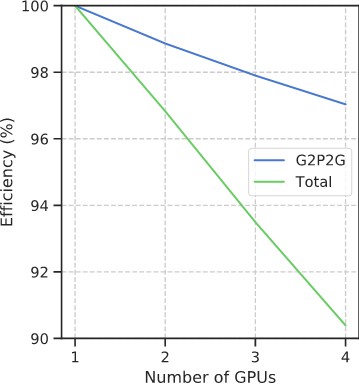 100
98
96
94
92
90
Efficiency (%)
G2P2G
Total
1 2 3 4
Number of GPUs